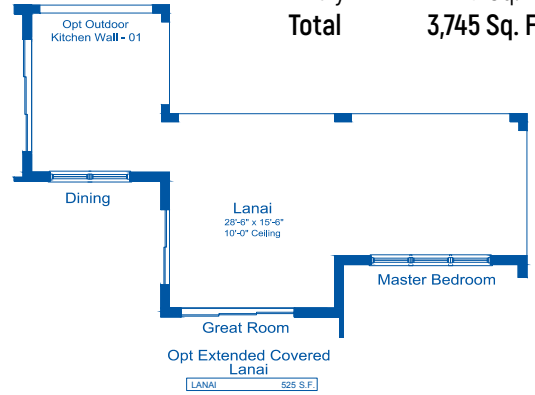 Total 3,745 Sq. F
Opt Outdoor
Kitchen Wall - 01
Dining
Lanai
28'-6" x 15'-6"
10'-0" Ceiling
Master Bedroom
Great Room
Opt Extended Covered
Lanai
LANAI 525 S.F.